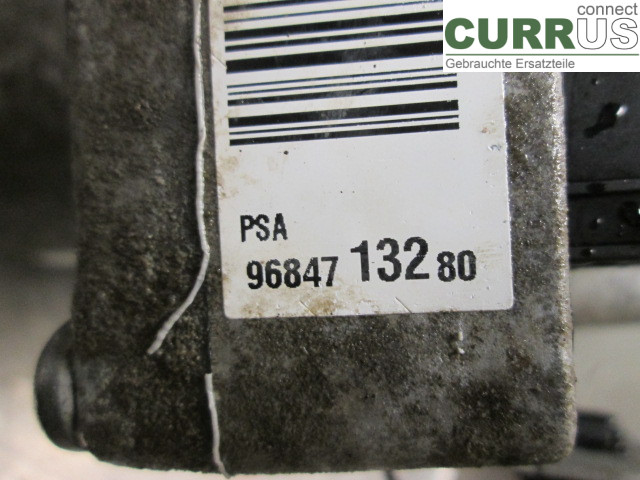 connect
CURRUS
Gebrauchte Ersatzteile
PSA
96847 132 80